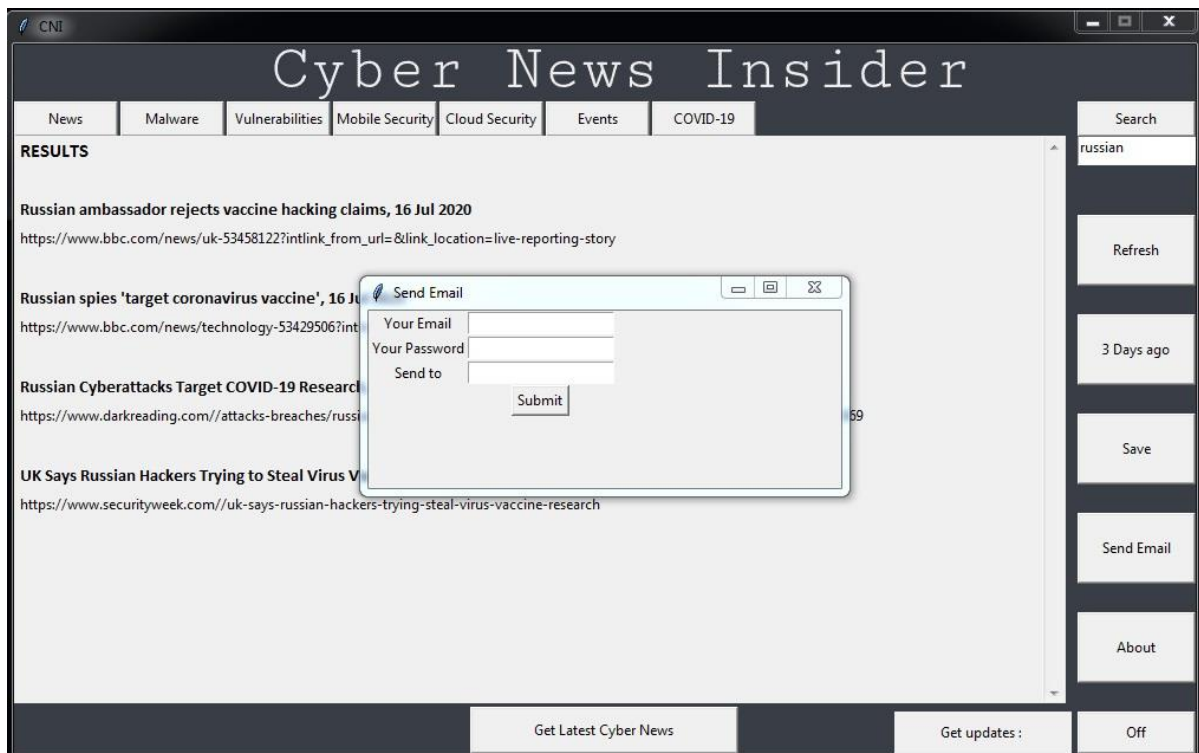 CNI
Cyber News Insider
News Malware Vulnerabilities Mobile Security Cloud Security Events COVID-19 Search
RESULTS
russian
Russian ambassador rejects vaccine hacking claims, 16 Jul 2020
https://www.bbc.com/news/uk-53458122?intlink_from_url=&link_location=live-reporting-story
Refresh
Russian spies 'target coronavirus vaccine', 16 Ju
https://www.bbc.com/news/technology-53429506?int
Send Email
Your Email
Your Password
Send to
Submit
3 Days ago
Russian Cyberattacks Target COVID-19 Research
https://www.darkreading.com//attacks-breaches/russi
69
Save
UK Says Russian Hackers Trying to Steal Virus V
https://www.securityweek.com//uk-says-russian-hackers-trying-steal-virus-vaccine-research
Send Email
About
Get Latest Cyber News
Get updates :
Off